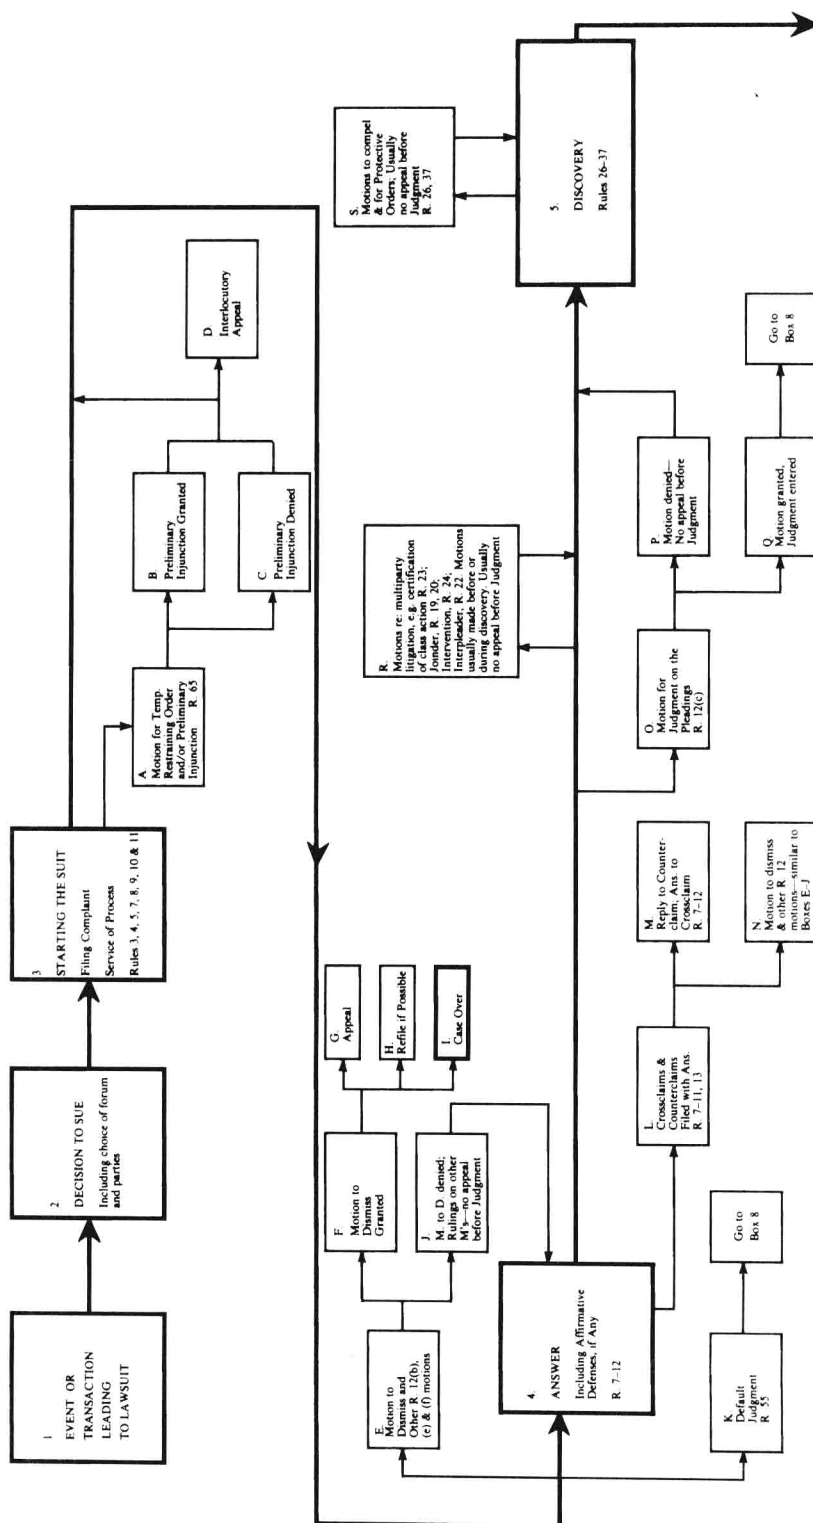 1
EVENT OR
TRANSACTION
LEADING
TO LAWSUIT
2
DECISION TO SUE
Including choice of forum
and parties
3
STARTING THE SUIT
Filing Complaint
Service of Process
Rules 3, 4, 5, 7, 8, 9, 10 & 11
A
Motion for Temp.
Restraining Order
and/or Preliminary
Injunction R. 65
B
Preliminary
Injunction Granted
C
Preliminary
Injunction Denied
D
Interlocutory
Appeal
E.
Motion to
Dismiss and
Other R. 12(b),
(e) & (f) motions
F
Motion to
Dismiss
Granted
G.
Appeal
H.
Refile if Possible
I.
Case Over
J.
M. to D. denied;
Rulings on other
M's—no appeal
before Judgment
4.
ANSWER
Including Affirmative
Defenses, if Any
R. 7-12
K
Default
Judgment
R 55
Go to
Box 8
L
Crossclaims &
Counterclaims
Filed with Ans.
R. 7-11, 13
M.
Reply to Counter-
claim, Ans. to
Crossclaim
R. 7-12
N
Motion to dismiss
& other R 12
motions—similar to
Boxes E-J
O
Motion for
Judgment on the
Pleadings
R. 12(c)
P.
Motion denied—
No appeal before
Judgment
Q
Motion granted,
Judgment entered
Go to
Box 8
R.
Motions re: multiparty
litigation, e.g. certification
of class action R. 23;
Joinder, R. 19, 20;
Intervention, R. 24;
Interpleader, R. 22. Motions
usually made before or
during discovery. Usually
no appeal before Judgment
S.
Motions to compel
& for Protective
Orders; Usually
no appeal before
Judgment
R. 26, 37
5.
DISCOVERY
Rules 26-37